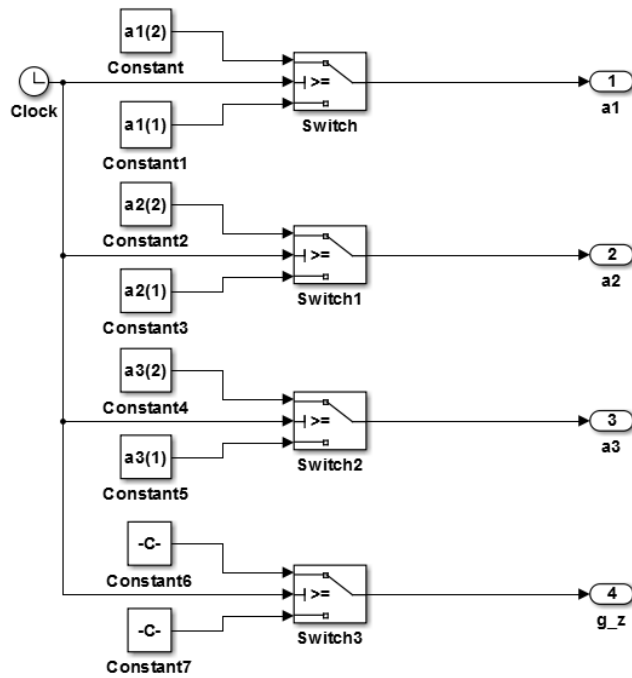 a1(2)
Constant
Clock
>=
1
a1
a1(1)
Switch
Constant1
a2(2)
Constant2
>=
2
a2
a2(1)
Switch1
Constant3
a3(2)
Constant4
>=
3
a3
a3(1)
Switch2
Constant5
-C-
Constant6
>=
4
g_z
-C-
Switch3
Constant7